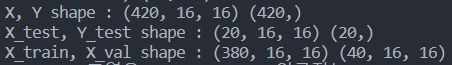 X, Y shape : (420, 16, 16) (420,)
X_test, Y_test shape : (20, 16, 16) (20,)
X_train, X_val shape : (380, 16, 16) (40, 16, 16)